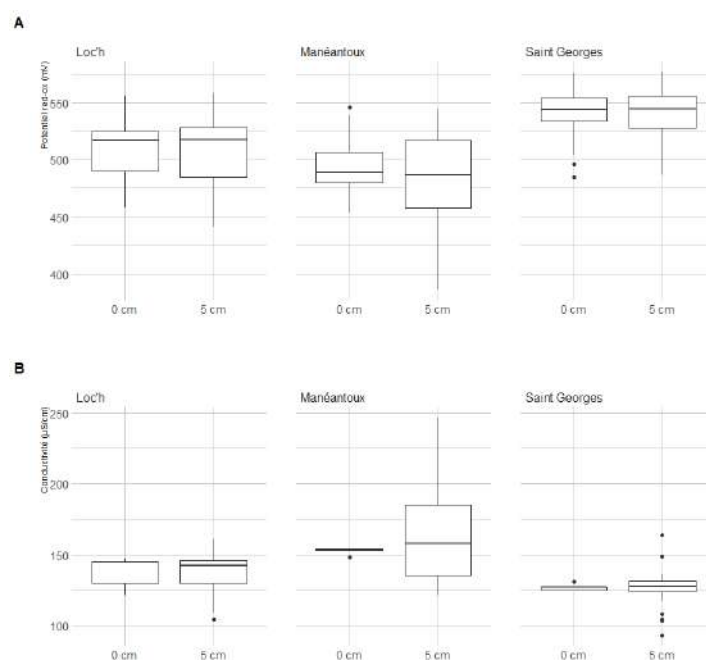 A
Loc'h Manéantoux Saint Georges
Potentiel red-ox (mV)
550
500
450
400
0 cm 5 cm 0 cm 5 cm 0 cm 5 cm
B
Loc'h Manéantoux Saint Georges
Conductivité (µS/cm)
250
200
150
100
0 cm 5 cm 0 cm 5 cm 0 cm 5 cm